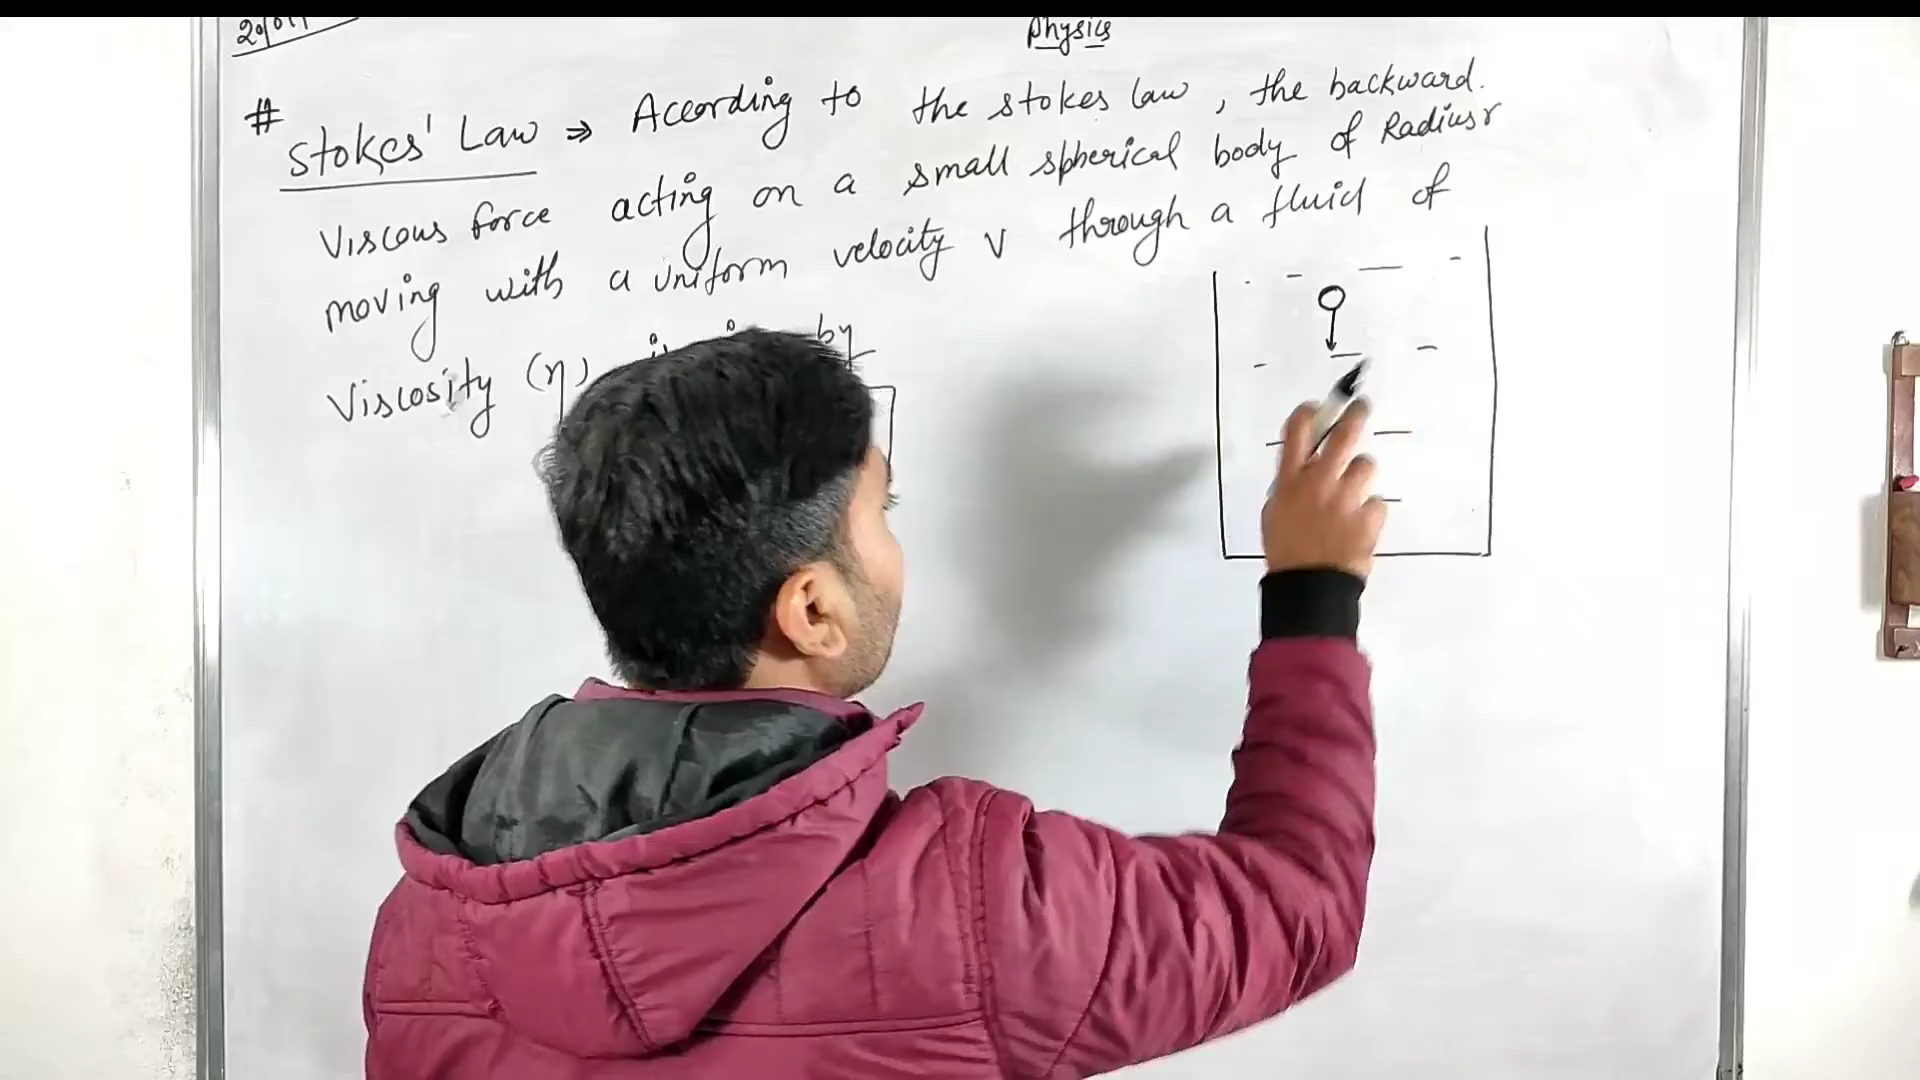 Physics
# Stokes' Law ⇒ According to the stokes law, the backward.
Viscous force acting on a small spherical body of Radius r
moving with a uniform velocity v through a fluid of
Viscosity (η) by